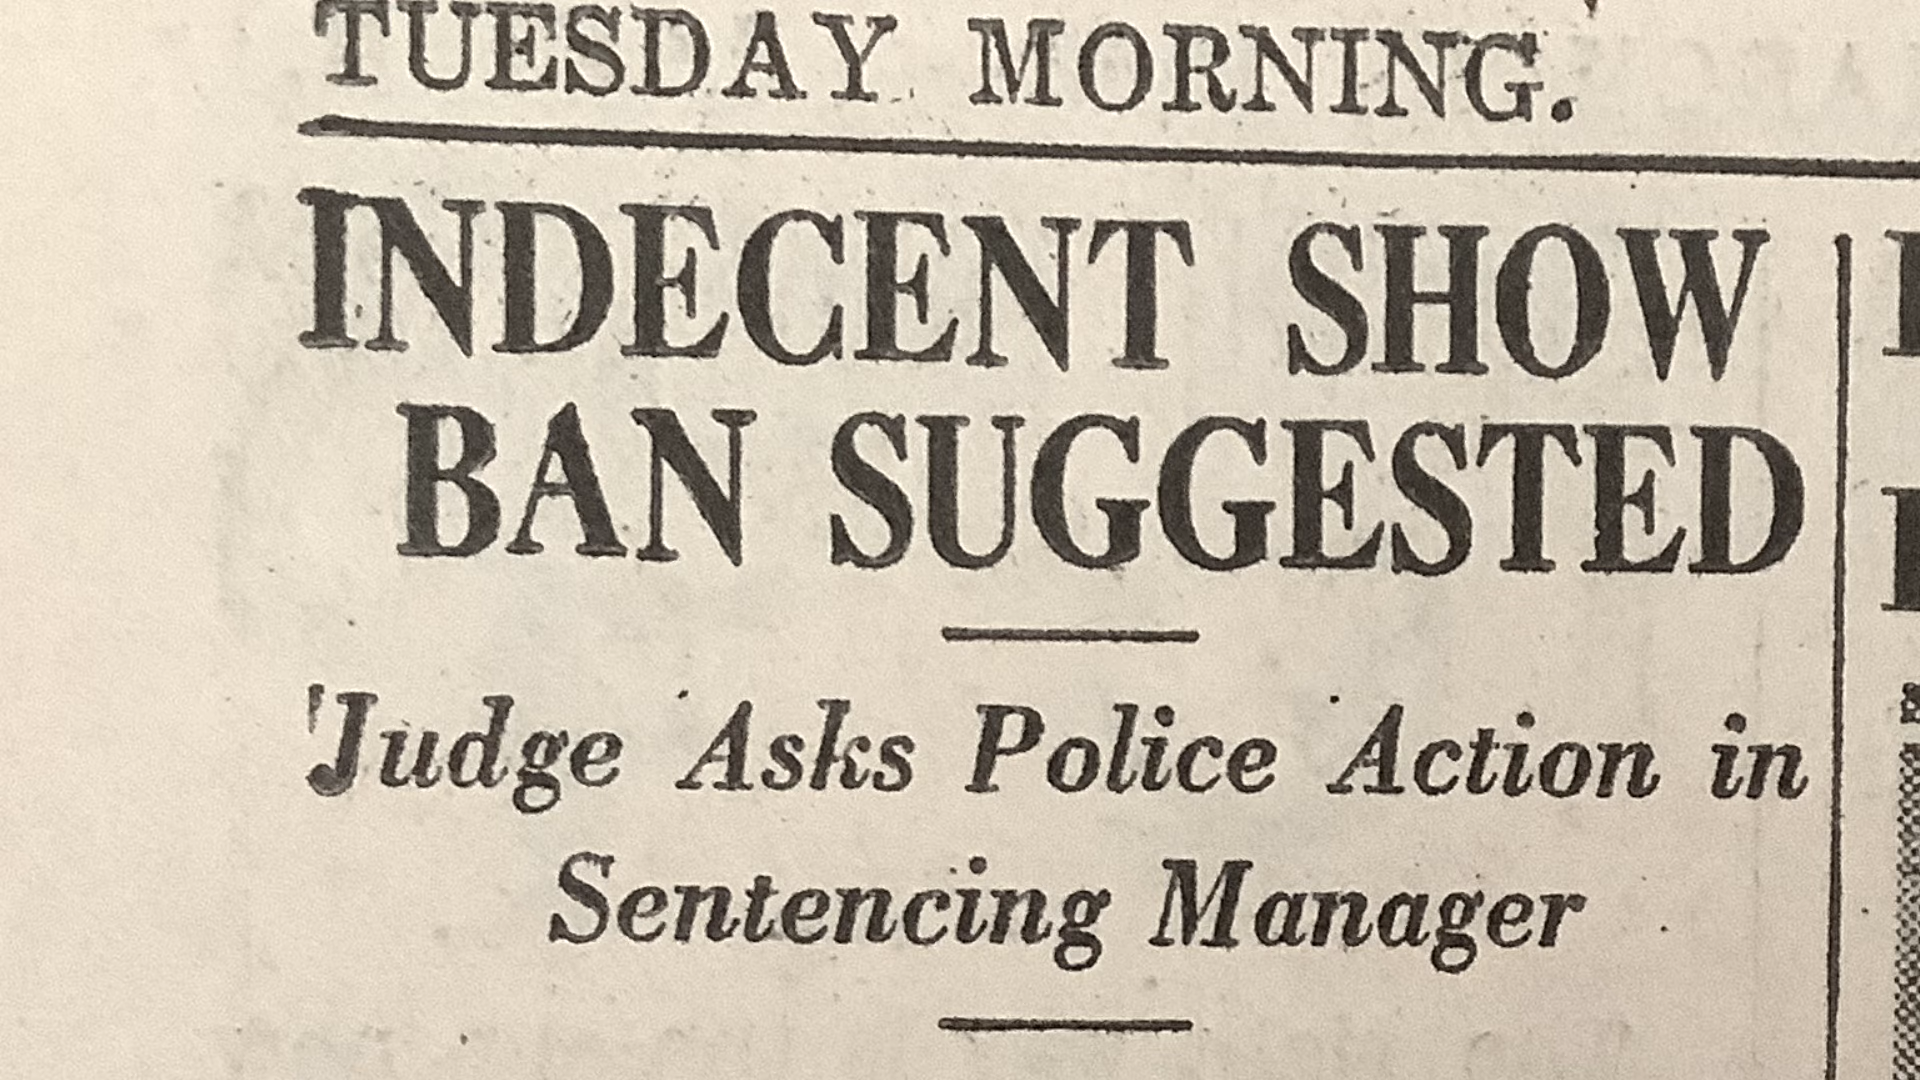 TUESDAY MORNING.
INDECENT SHOW
BAN SUGGESTED
Judge Asks Police Action in
Sentencing Manager